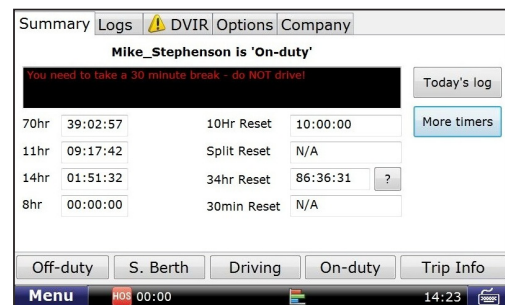 Summary Logs DVIR Options Company
Mike_Stephenson is 'On-duty'
You need to take a 30 minute break - do NOT drive!
Today's log
70hr 39:02:57 10Hr Reset 10:00:00 More timers
11hr 09:17:42 Split Reset N/A
14hr 01:51:32 34hr Reset 86:36:31 ?
8hr 00:00:00 30min Reset N/A
Off-duty S. Berth Driving On-duty Trip Info
Menu HOS 00:00 14:23